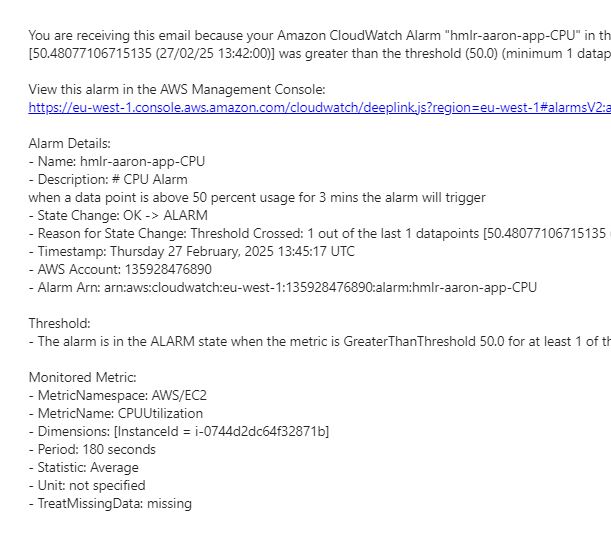 You are receiving this email because your Amazon CloudWatch Alarm "hmlr-aaron-app-CPU" in th
[50.48077106715135 (27/02/25 13:42:00)] was greater than the threshold (50.0) (minimum 1 datap
View this alarm in the AWS Management Console:
https://eu-west-1.console.aws.amazon.com/cloudwatch/deeplink.js?region=eu-west-1#alarmsV2:a
Alarm Details:
- Name: hmlr-aaron-app-CPU
- Description: # CPU Alarm
when a data point is above 50 percent usage for 3 mins the alarm will trigger
- State Change: OK -> ALARM
- Reason for State Change: Threshold Crossed: 1 out of the last 1 datapoints [50.48077106715135
- Timestamp: Thursday 27 February, 2025 13:45:17 UTC
- AWS Account: 135928476890
- Alarm Arn: arn:aws:cloudwatch:eu-west-1:135928476890:alarm:hmlr-aaron-app-CPU
Threshold:
- The alarm is in the ALARM state when the metric is GreaterThanThreshold 50.0 for at least 1 of th
Monitored Metric:
- MetricNamespace: AWS/EC2
- MetricName: CPUUtilization
- Dimensions: [InstanceId = i-0744d2dc64f32871b]
- Period: 180 seconds
- Statistic: Average
- Unit: not specified
- TreatMissingData: missing